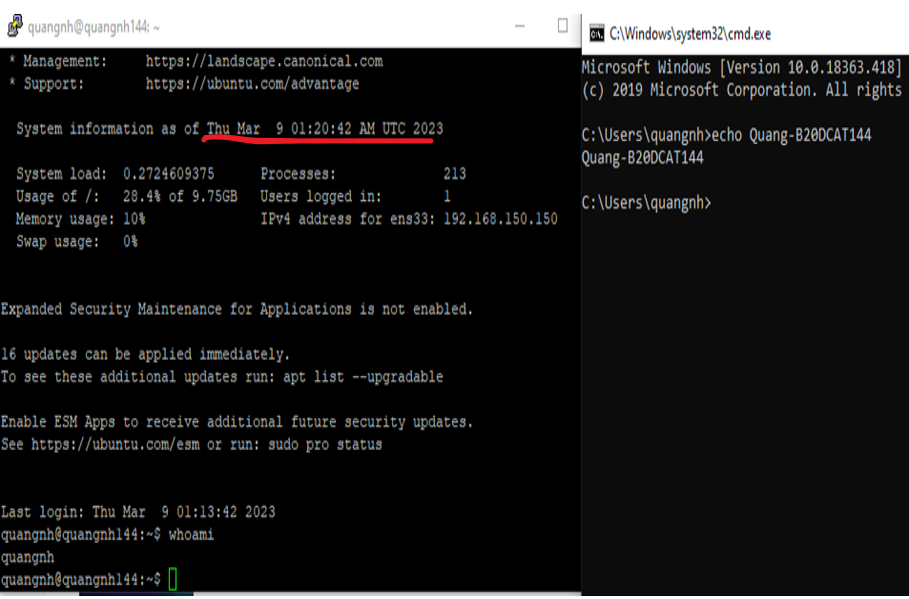 quangnh@quangnh144: ~
* Management:     https://landscape.canonical.com
* Support:        https://ubuntu.com/advantage
System information as of Thu Mar  9 01:20:42 AM UTC 2023
System load:  0.2724609375      Processes:              213
Usage of /:   28.4% of 9.75GB   Users logged in:        1
Memory usage: 10%               IPv4 address for ens33: 192.168.150.150
Swap usage:   0%
Expanded Security Maintenance for Applications is not enabled.
16 updates can be applied immediately.
To see these additional updates run: apt list --upgradable
Enable ESM Apps to receive additional future security updates.
See https://ubuntu.com/esm or run: sudo pro status
Last login: Thu Mar  9 01:13:42 2023
quangnh@quangnh144:~$ whoami
quangnh
quangnh@quangnh144:~$
C:\Windows\system32\cmd.exe
Microsoft Windows [Version 10.0.18363.418]
(c) 2019 Microsoft Corporation. All rights
C:\Users\quangnh>echo Quang-B20DCAT144
Quang-B20DCAT144
C:\Users\quangnh>